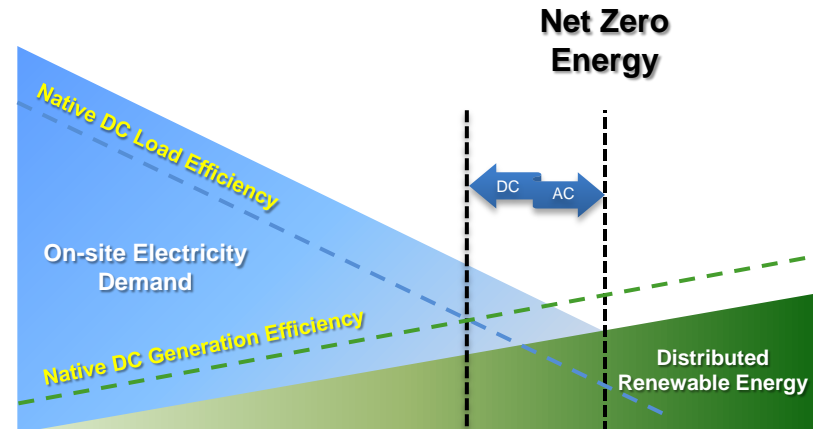 Net Zero
Energy
Native DC Load Efficiency
DC
AC
On-site Electricity
Demand
Native DC Generation Efficiency
Distributed
Renewable Energy